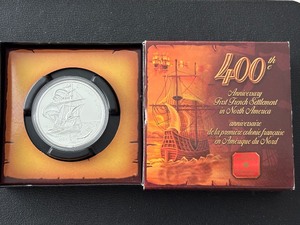 400th
Anniversary
First French Settlement
in North America
anniversaire
de la première colonie française
en Amérique du Nord